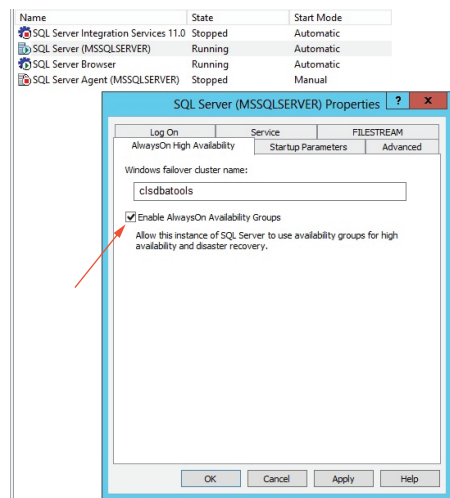 Name State Start Mode
SQL Server Integration Services 11.0 Stopped Automatic
SQL Server (MSSQLSERVER) Running Automatic
SQL Server Browser Running Automatic
SQL Server Agent (MSSQLSERVER) Stopped Manual
SQL Server (MSSQLSERVER) Properties ? x
Log On Service FILESTREAM
AlwaysOn High Availability Startup Parameters Advanced
Windows failover cluster name:
clsdbatools
Enable AlwaysOn Availability Groups
Allow this instance of SQL Server to use availability groups for high
availability and disaster recovery.
OK Cancel Apply Help